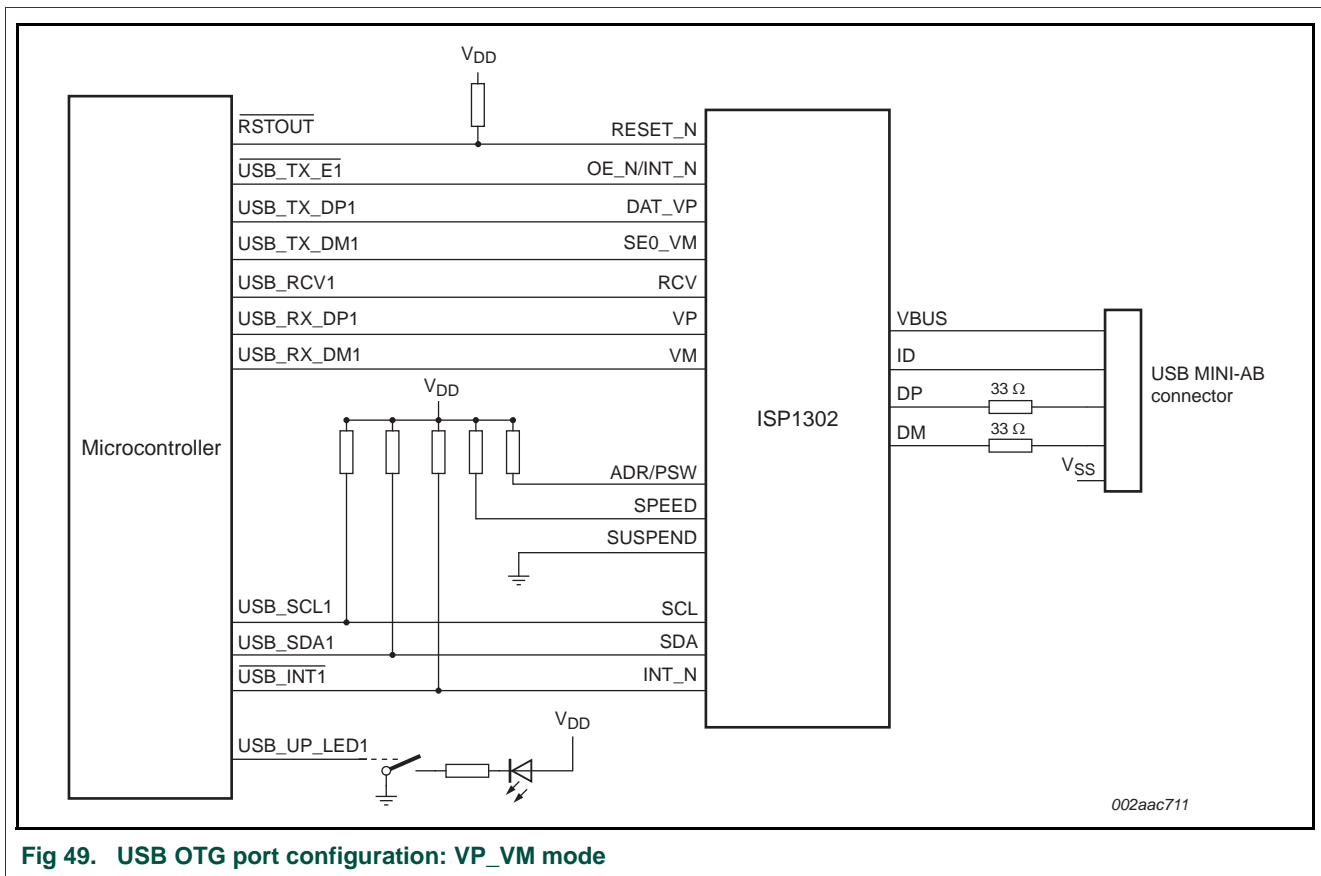 VDD
RSTOUT RESET_N
USB_TX_E1 OE_N/INT_N
USB_TX_DP1 DAT_VP
USB_TX_DM1 SE0_VM
USB_RCV1 RCV
USB_RX_DP1 VP
USB_RX_DM1 VM
VBUS
ID
DP 33 Ω
DM 33 Ω
VSS
USB MINI-AB
connector
VDD
Microcontroller
ISP1302
ADR/PSW
SPEED
SUSPEND
USB_SCL1 SCL
USB_SDA1 SDA
USB_INT1 INT_N
VDD
USB_UP_LED1
002aac711
Fig 49. USB OTG port configuration: VP_VM mode